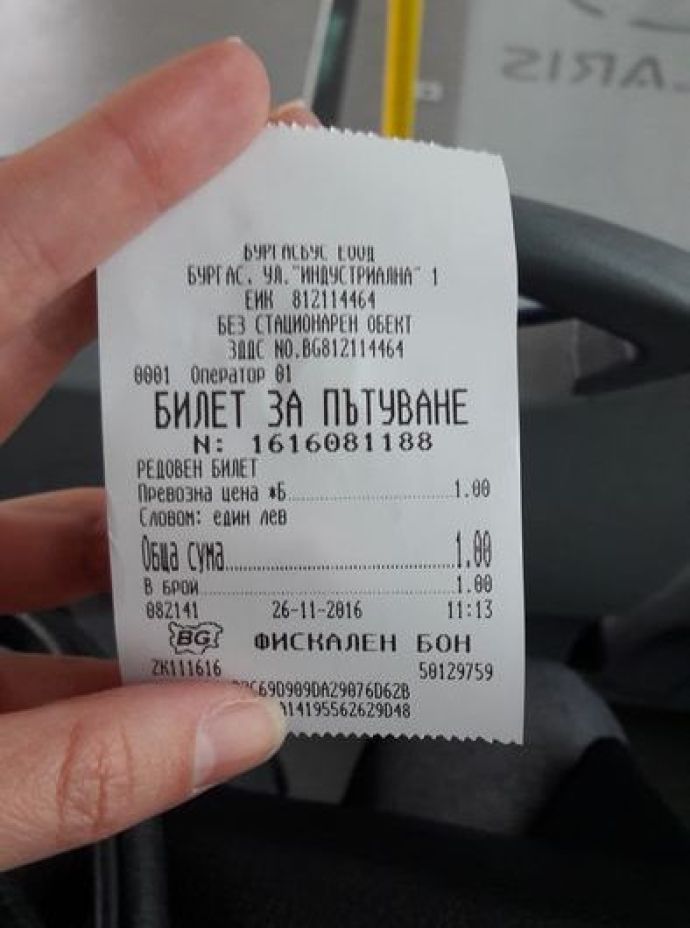 БУРГАСБУС ЕООД
БУРГАС, УЛ."ИНДУСТРИАЛНА" 1
ЕИК 812114464
БЕЗ СТАЦИОНАРЕН ОБЕКТ
ЗДДС NO.BG812114464
0001 Оператор 01
БИЛЕТ ЗА ПЪТУВАНЕ
N: 1616081188
РЕДОВЕН БИЛЕТ
Превозна цена *Б 1.00
Словом: един лев
Обща сума 1.00
В брой 1.00
082141 26-11-2016 11:13
BG ФИСКАЛЕН БОН
ZK111616 50129759
C69D909DA29076D62B
A14195562629D48